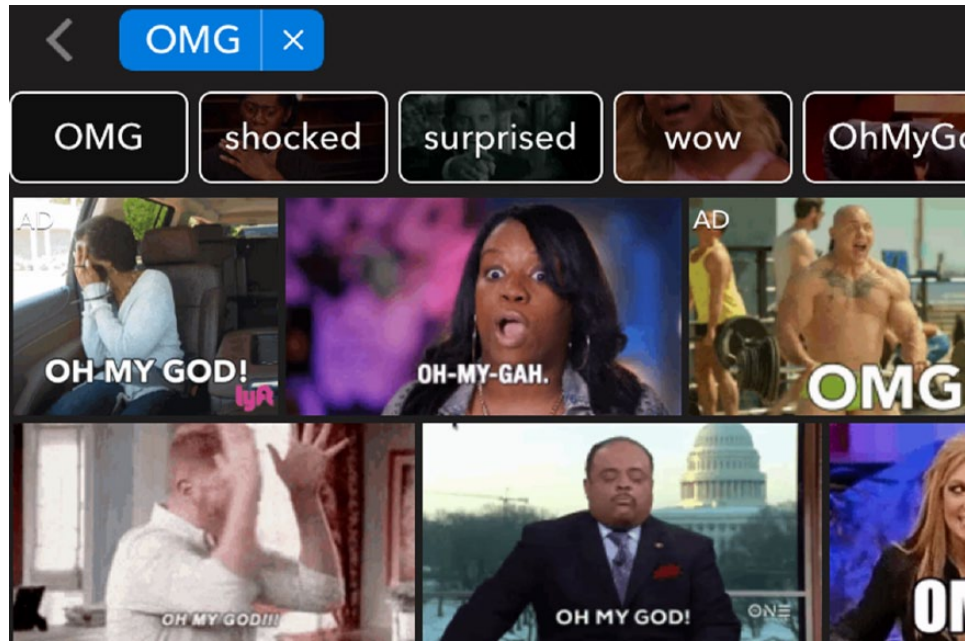 OMG ×
OMG
shocked
surprised
wow
OhMyGo
AD
OH MY GOD!
lyft
OH-MY-GAH.
AD
OMG
OH MY GOD!!!
OH MY GOD!
ONE